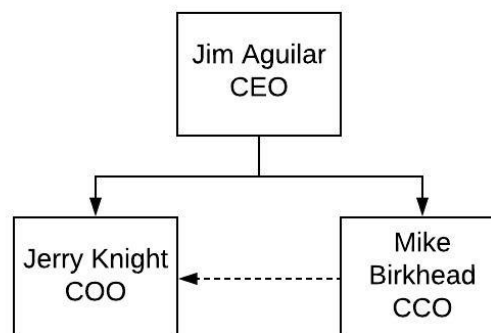 Jim Aguilar
CEO
Jerry Knight
COO
Mike
Birkhead
CCO